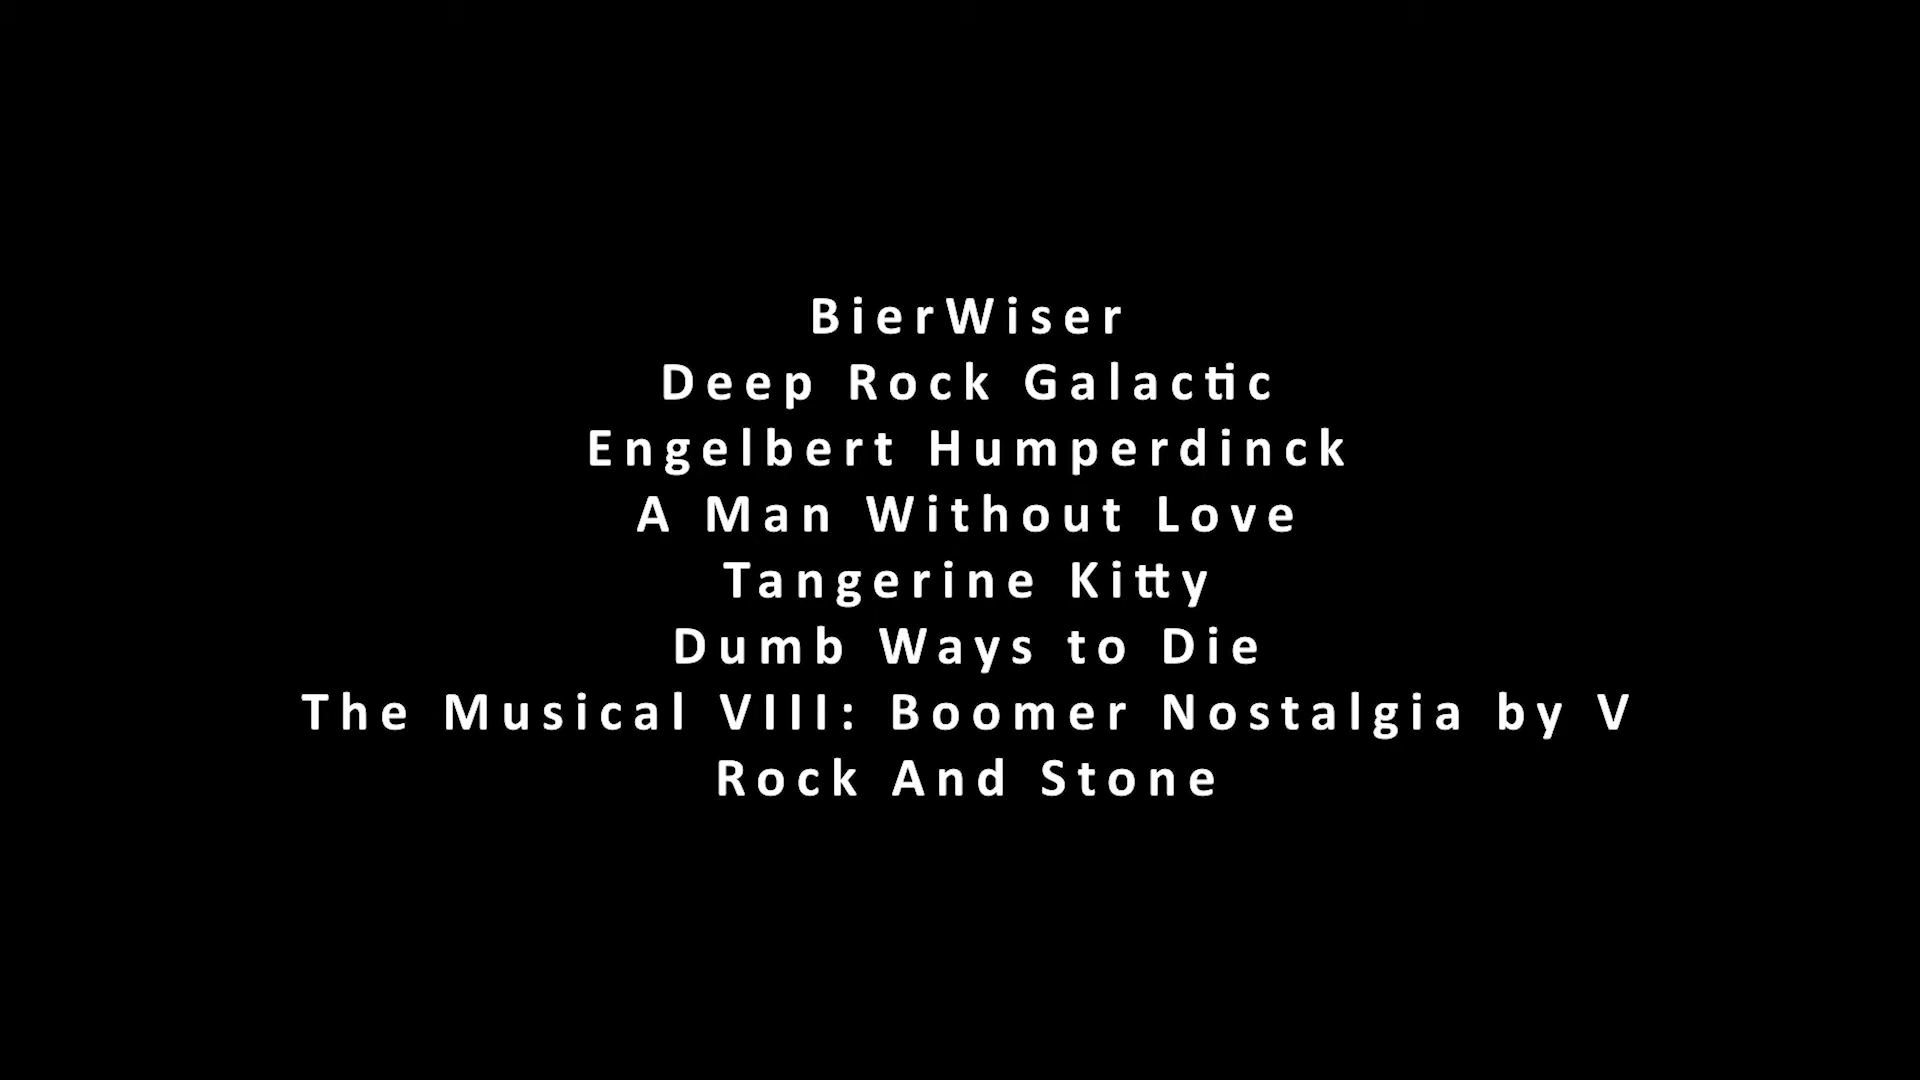 BierWiser
Deep Rock Galactic
Engelbert Humperdinck
A Man Without Love
Tangerine Kitty
Dumb Ways to Die
The Musical VIII: Boomer Nostalgia by V
Rock And Stone